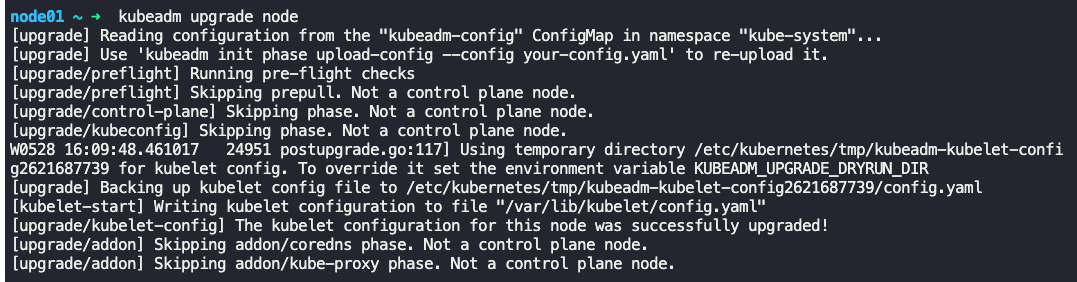 node01 ~ ➜  kubeadm upgrade node
[upgrade] Reading configuration from the "kubeadm-config" ConfigMap in namespace "kube-system"...
[upgrade] Use 'kubeadm init phase upload-config --config your-config.yaml' to re-upload it.
[upgrade/preflight] Running pre-flight checks
[upgrade/preflight] Skipping prepull. Not a control plane node.
[upgrade/control-plane] Skipping phase. Not a control plane node.
[upgrade/kubeconfig] Skipping phase. Not a control plane node.
W0528 16:09:48.461017   24951 postupgrade.go:117] Using temporary directory /etc/kubernetes/tmp/kubeadm-kubelet-confi
g2621687739 for kubelet config. To override it set the environment variable KUBEADM_UPGRADE_DRYRUN_DIR
[upgrade] Backing up kubelet config file to /etc/kubernetes/tmp/kubeadm-kubelet-config2621687739/config.yaml
[kubelet-start] Writing kubelet configuration to file "/var/lib/kubelet/config.yaml"
[upgrade/kubelet-config] The kubelet configuration for this node was successfully upgraded!
[upgrade/addon] Skipping addon/coredns phase. Not a control plane node.
[upgrade/addon] Skipping addon/kube-proxy phase. Not a control plane node.